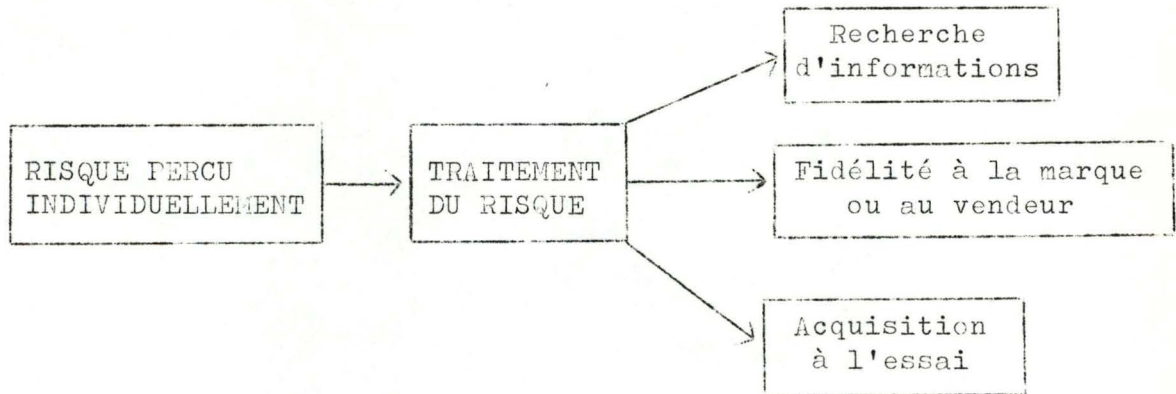 Recherche
d'informations
RISQUE PERCU
INDIVIDUELLEMENT
TRAITEMENT
DU RISQUE
Fidélité à la marque
ou au vendeur
Acquisition
à l'essai